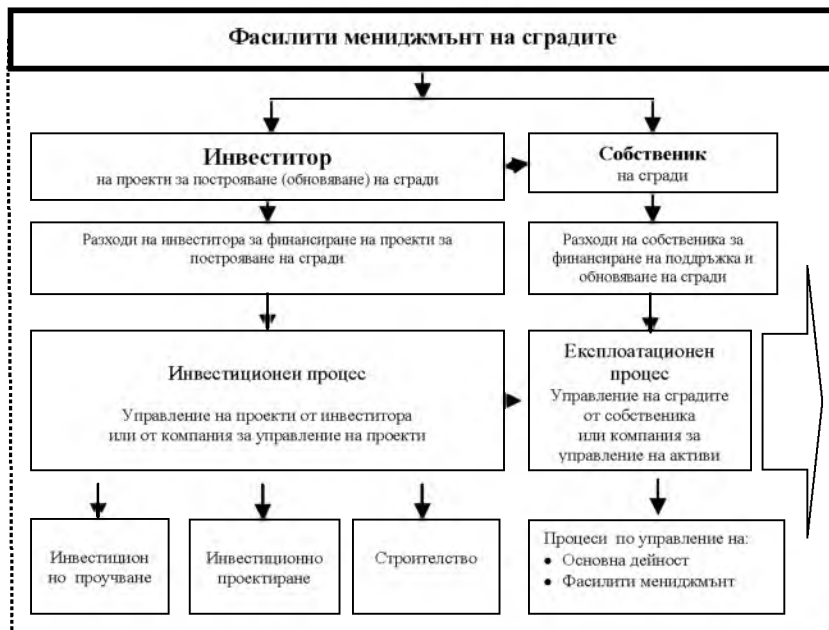 Фасилити мениджмънт на сградите
Инвеститор
на проекти за построяване (обновяване) на сгради
Собственик
на сгради
Разходи на инвеститора за финансиране на проекти за
построяване на сгради
Разходи на собственика за
финансиране на поддръжка и
обновяване на сгради
Инвестиционен процес
Управление на проекти от инвеститора
или от компания за управление на проекти
Експлоатационен
процес
Управление на сградите
от собственика
или компания за
управление на активи
Инвестицион
но проучване
Инвестиционно
проектиране
Строителство
Процеси по управление на:
● Основна дейност
● Фасилити мениджмънт